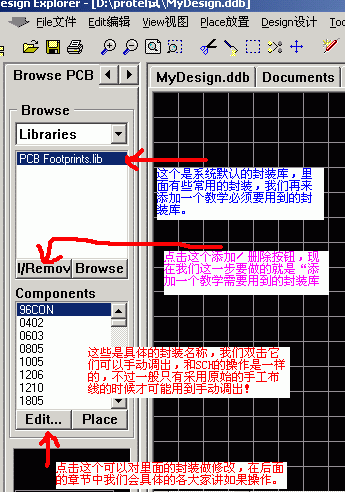 esign Explorer - [D:\protel试\MyDesign.ddb]
File文件 Edit编辑 View视图 Place放置 Design设计 Too
Browse PCB
MyDesign.ddb Documents
Browse
Libraries
PCB Footprints.lib
这个是系统默认的封装库，里
面有些常用的封装，我们再来
添加一个教学必须要用到的封
装库。
点击这个添加/删除按钮，现
在我们这一步要做的就是“添
加一个教学需要用到的封装库
l/Remov Browse
Components
96CON
0402
0603
0805
1005
1206
1210
1805
这些是具体的封装名称，我们双击它
们可以手动调出，和SCH的操作是一样
的，不过一般只有采用原始的手工布
线的时候才可能用到手动调出！
Edit... Place
点击这个可以对里面的封装做修改，在后面
的章节中我们会具体的各大家讲如果操作。